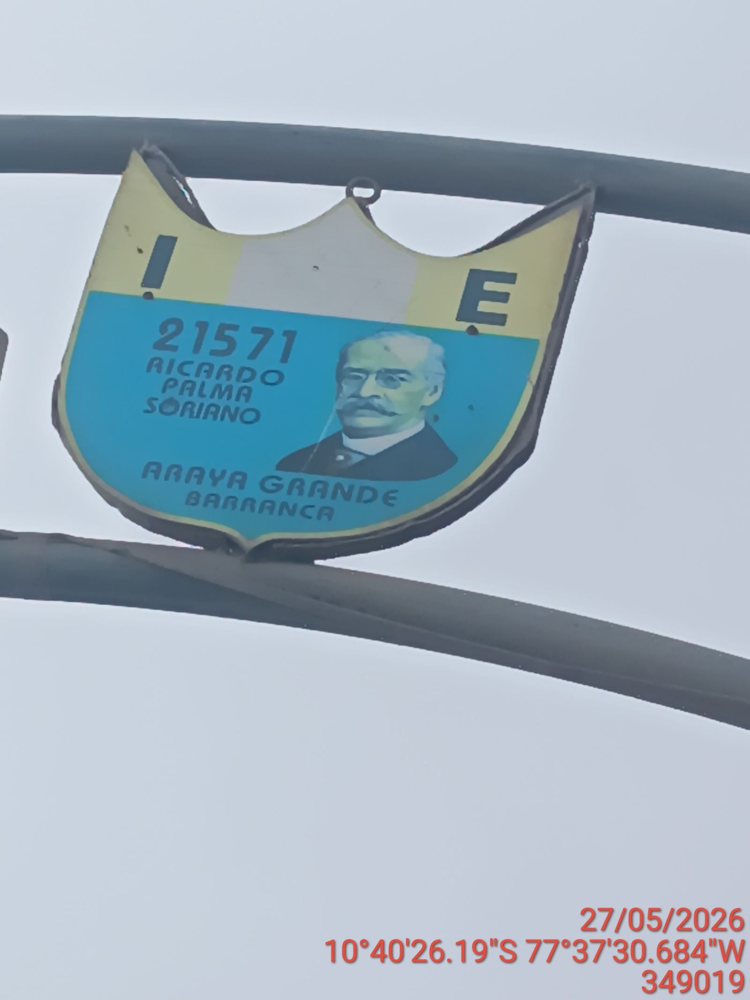 I E
21571
RICARDO
PALMA
SORIANO
ARAYA GRANDE
BARRANCA
27/05/2026
10°40'26.19"S 77°37'30.684"W
349019